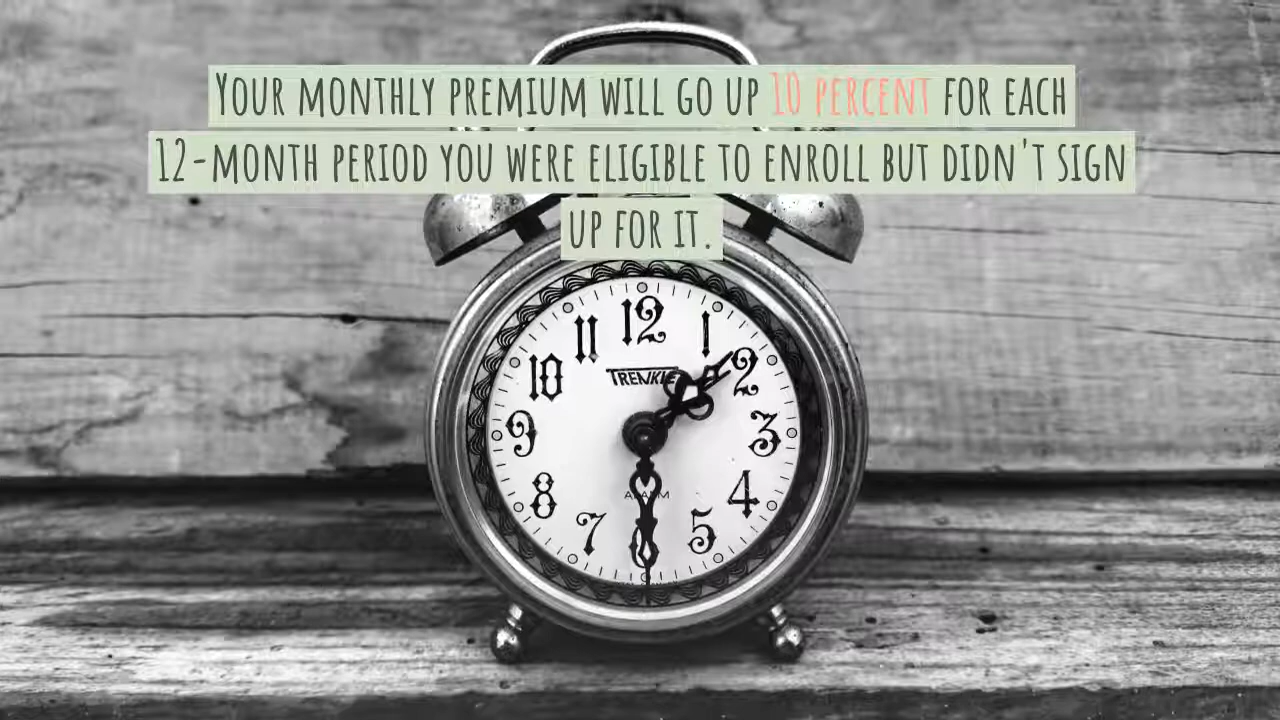 YOUR MONTHLY PREMIUM WILL GO UP 10 PERCENT FOR EACH
12-MONTH PERIOD YOU WERE ELIGIBLE TO ENROLL BUT DIDN'T SIGN
UP FOR IT.
12
11
1
10
TRENKLE
2
9
3
8
ALARM
4
7
5
6